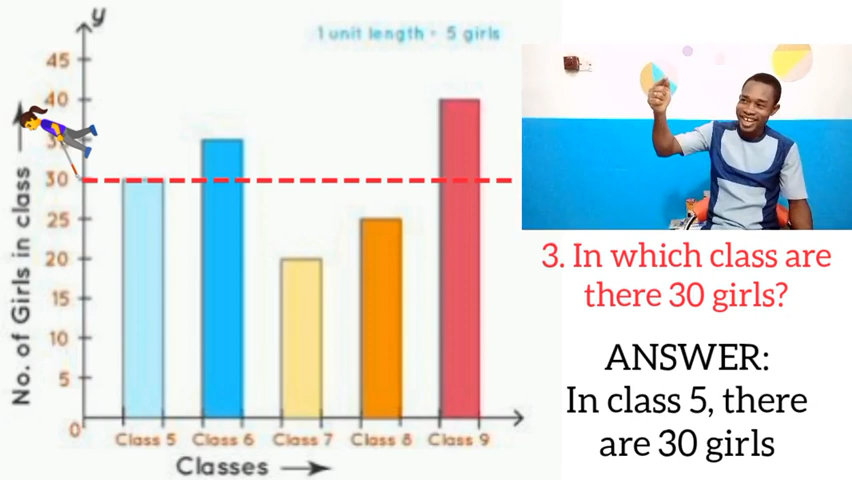 y
1 unit length - 5 girls
45
40
30
25
20
15
10
5
0
No. of Girls in class
Class 5 Class 6 Class 7 Class 8 Class 9
Classes
3. In which class are
there 30 girls?
ANSWER:
In class 5, there
are 30 girls